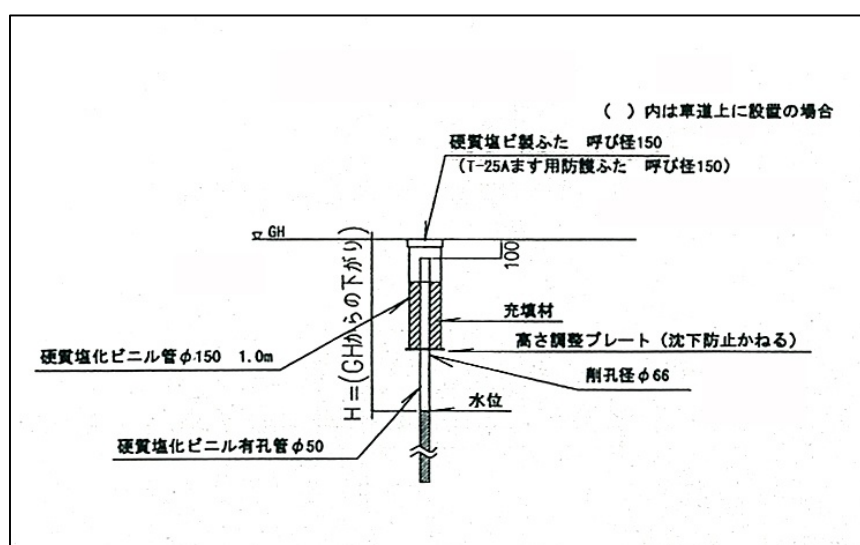 ( )内は車道上に設置の場合
硬質塩ビ製ふた 呼び径150
(T-25Aます用防護ふた 呼び径150)
GH
100
H=(GHからの下がり)
充填材
高さ調整プレート(沈下防止かねる)
硬質塩化ビニル管φ150 1.0m
削孔径φ66
水位
硬質塩化ビニル有孔管φ50